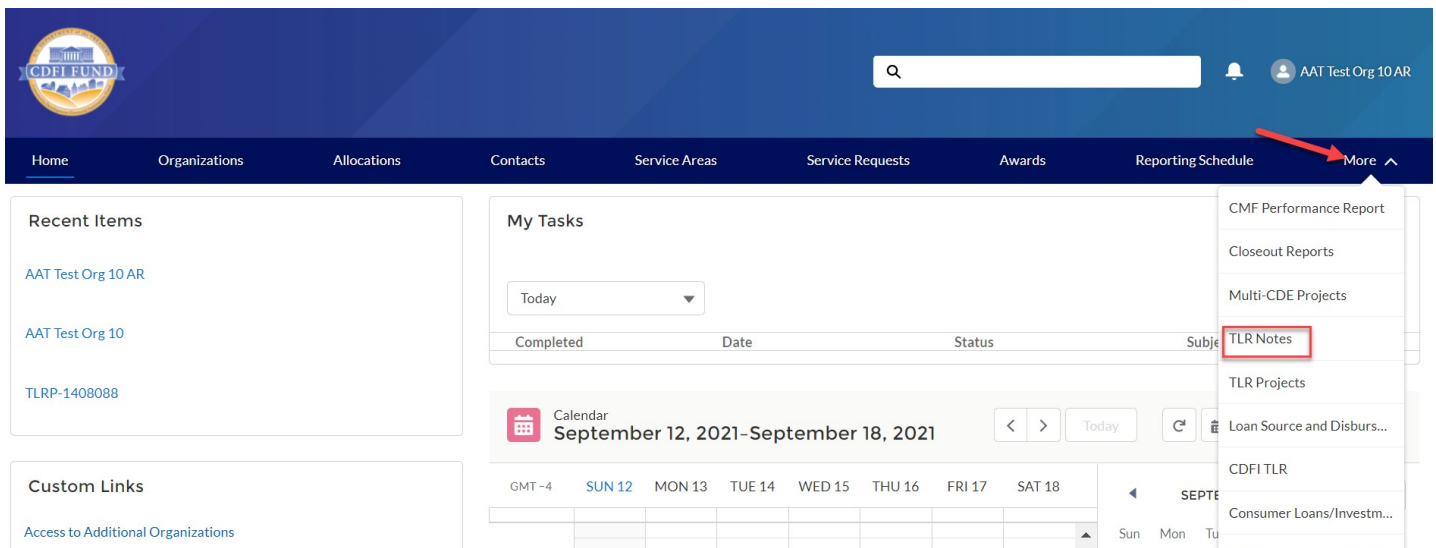 CDFI FUND
AAT Test Org 10 AR
Home Organizations Allocations Contacts Service Areas Service Requests Awards Reporting Schedule More
Recent Items
AAT Test Org 10 AR
AAT Test Org 10
TLRP-1408088
Custom Links
Access to Additional Organizations
My Tasks
Today
Completed Date Status Subje
Calendar
September 12, 2021–September 18, 2021
Today
GMT −4 SUN 12 MON 13 TUE 14 WED 15 THU 16 FRI 17 SAT 18
SEPTE
Sun Mon Tu
CMF Performance Report
Closeout Reports
Multi-CDE Projects
TLR Notes
TLR Projects
Loan Source and Disburs...
CDFI TLR
Consumer Loans/Investm...